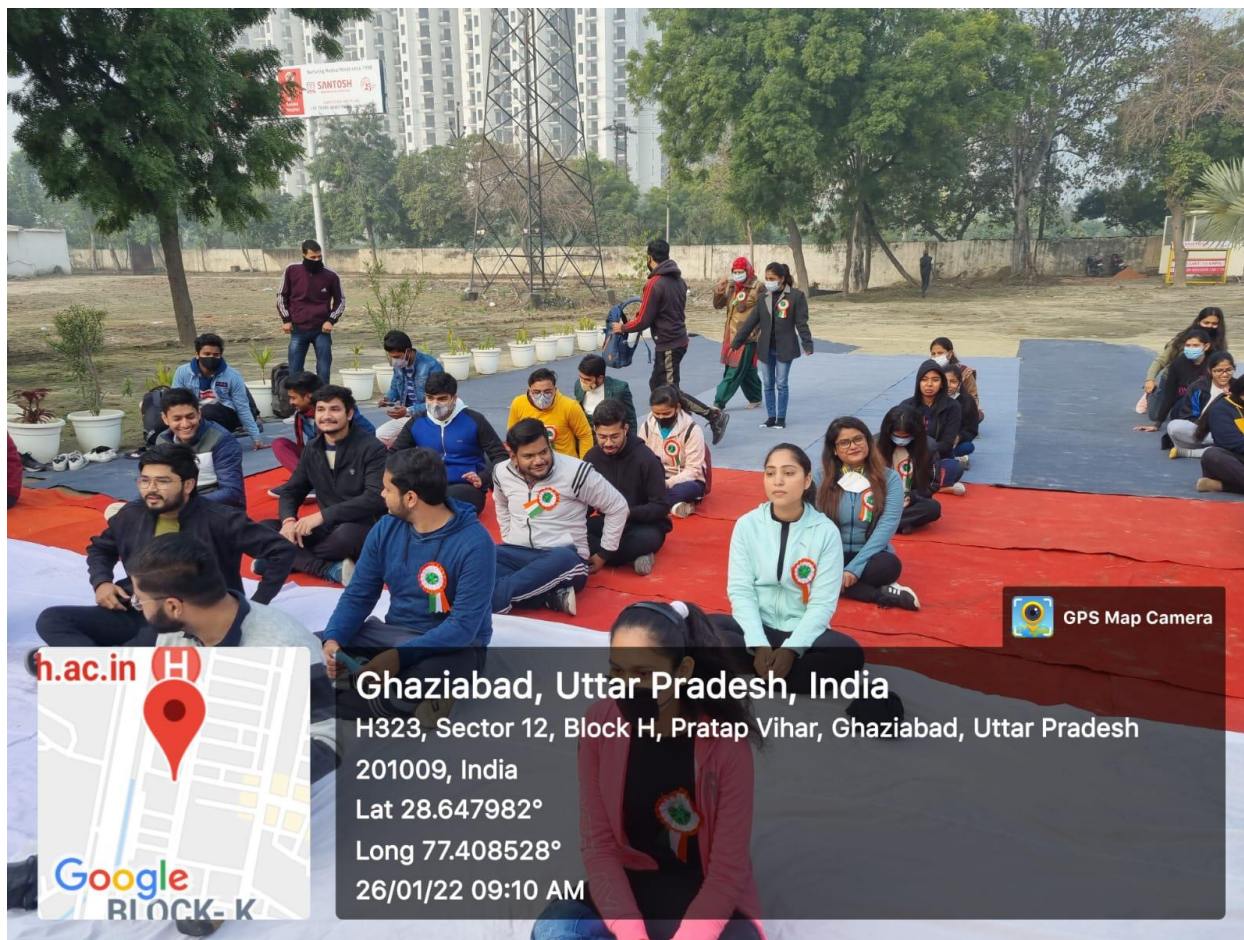 SANTOSH
GPS Map Camera
h.ac.in
H
Ghaziabad, Uttar Pradesh, India
H323, Sector 12, Block H, Pratap Vihar, Ghaziabad, Uttar Pradesh
201009, India
Lat 28.647982°
Long 77.408528°
26/01/22 09:10 AM
Google
BLOCK- K